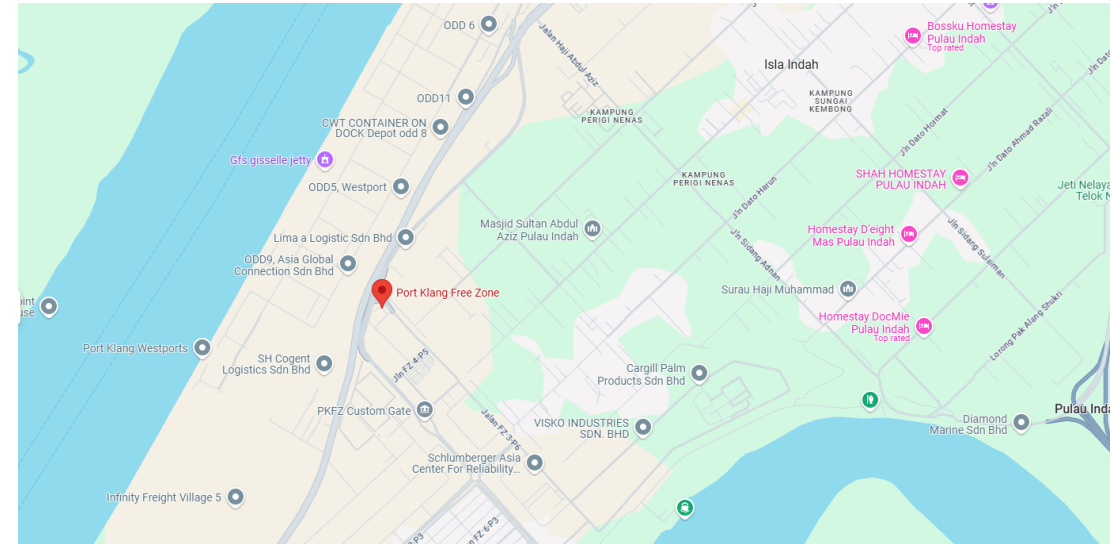 ODD 6
Jalan Haji Abdul Aziz
Bossku Homestay
Pulau Indah
Top rated
Isla Indah
ODD11
KAMPUNG
SUNGAI
KEMBONG
KAMPUNG
PERIGI NENAS
CWT CONTAINER ON
DOCK Depot odd 8
Jln Dato Hormat
Jln Dato Ahmad Razali
Gfs gisselle jetty
ODD5, Westport
KAMPUNG
PERIGI NENAS
SHAH HOMESTAY
PULAU INDAH
Jeti Nelaya
Telok N
Jln Dato Harun
Masjid Sultan Abdul
Aziz Pulau Indah
Lima a Logistic Sdn Bhd
Homestay D'eight
Mas Pulau Indah
Jln Sidang Sulaiman
Jln Sidang Adnan
ODD9, Asia Global
Connection Sdn Bhd
Port Klang Free Zone
Surau Haji Muhammad
oint
use
Homestay DocMie
Pulau Indah
Top rated
Lorong Pak Alang Shukri
Port Klang Westports
SH Cogent
Logistics Sdn Bhd
Jln FZ 4-P5
Cargill Palm
Products Sdn Bhd
PKFZ Custom Gate
Jalan FZ 3-P6
VISKO INDUSTRIES
SDN. BHD
Diamond
Marine Sdn Bhd
Pulau Inda
Schlumberger Asia
Center For Reliability...
Infinity Freight Village 5
Jln FZ 6-P3